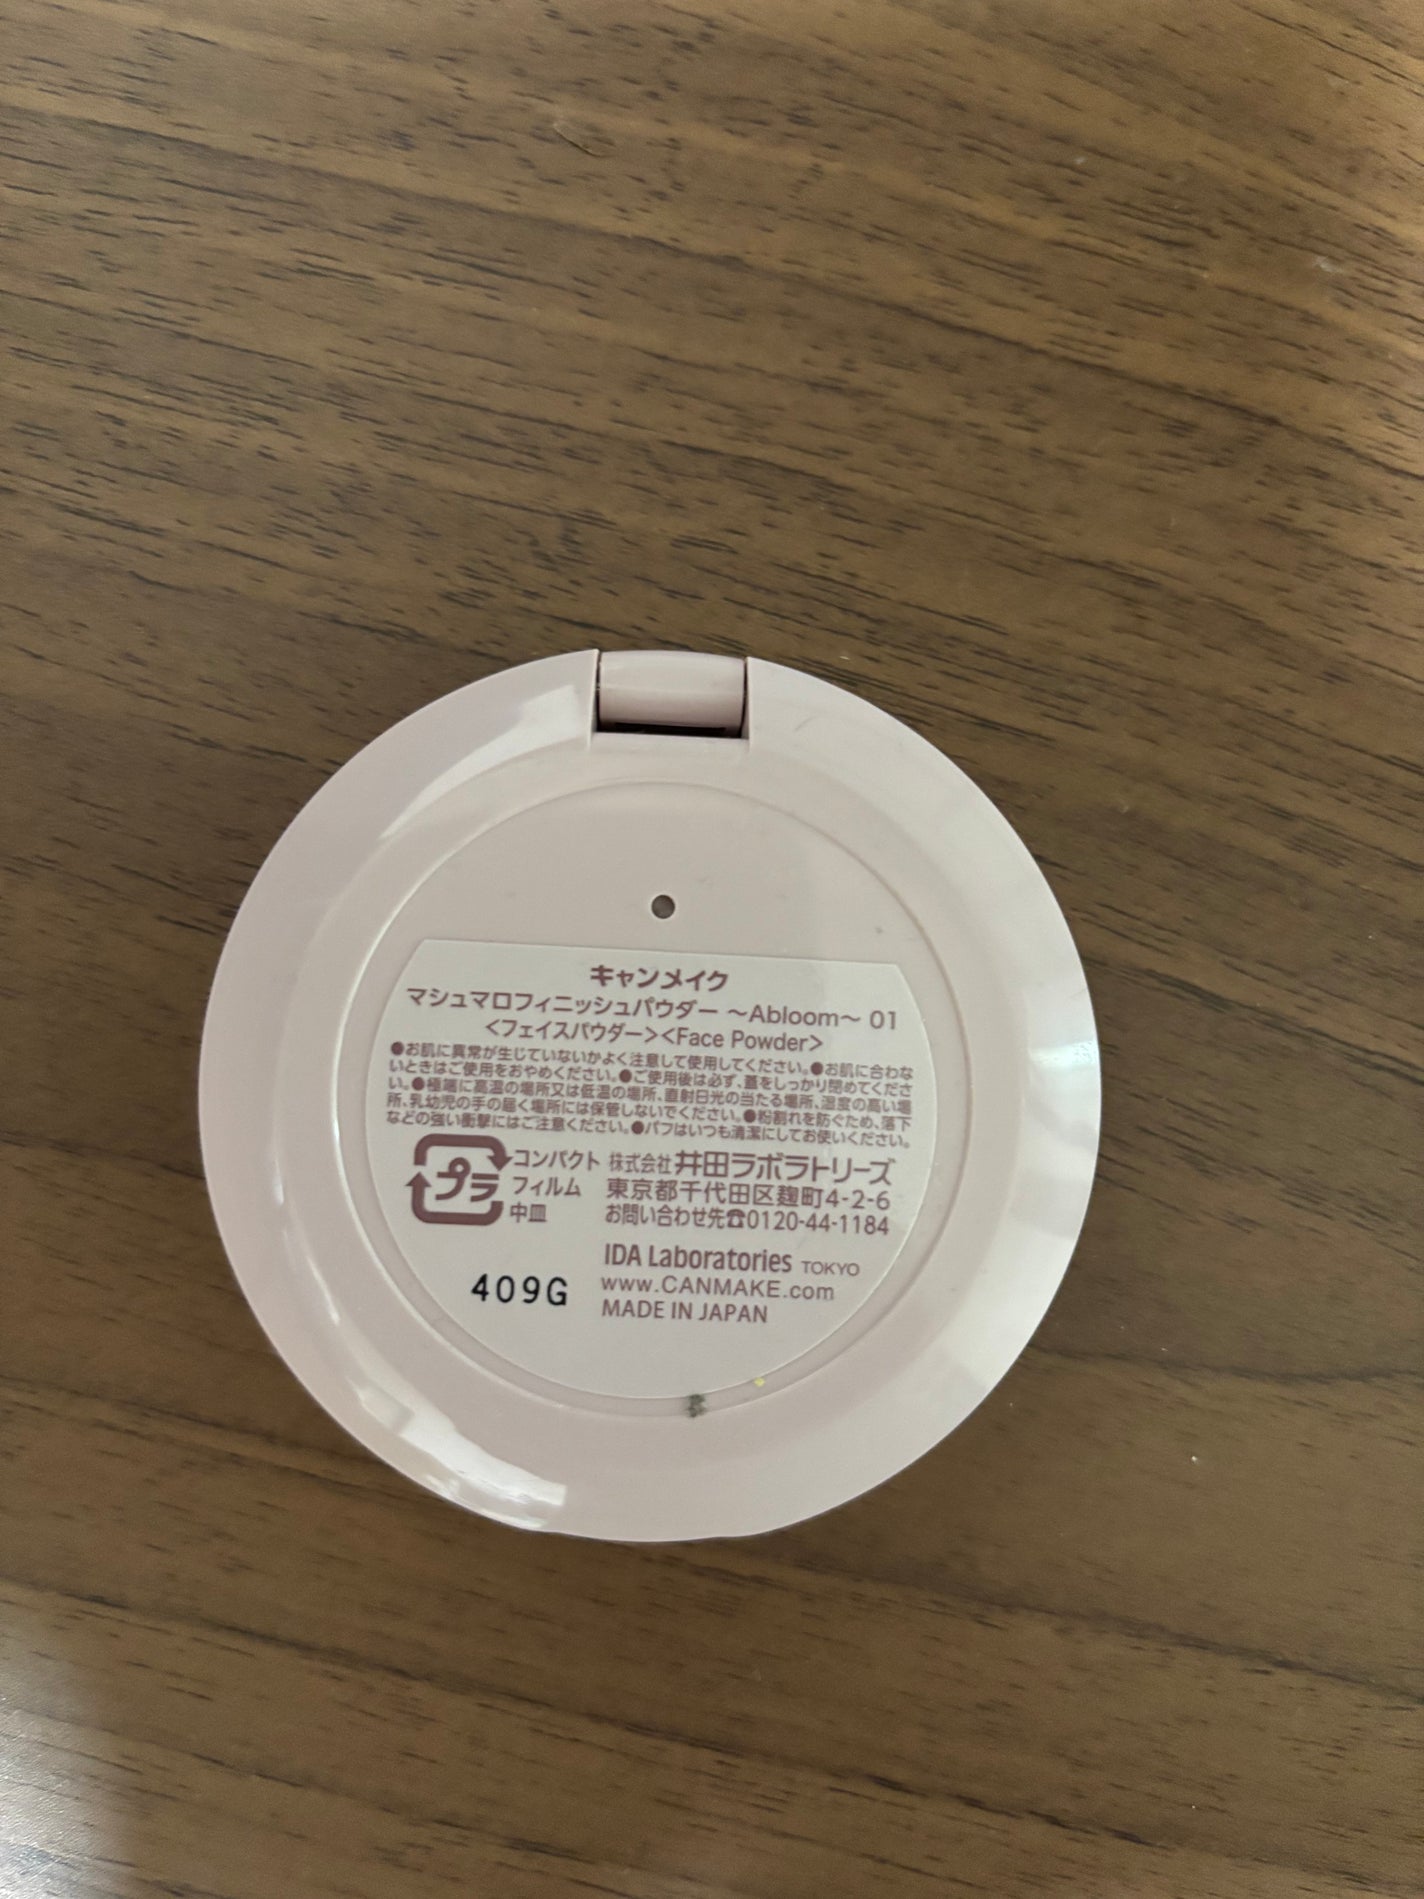 キャンメイク
マシュマロフィニッシュパウダー ～Abloom～ 01
<フェイスパウダー><Face Powder>
●お肌に異常が生じていないかよく注意して使用してください。●お肌に合わな
いときはご使用をおやめください。●ご使用後は必ず、蓋をしっかり閉めてくださ
い。●極端に高温の場所又は低温の場所、直射日光の当たる場所、湿度の高い場
所、乳幼児の手の届く場所には保管しないでください。●粉割れを防ぐため、落下
などの強い衝撃にはご注意ください。●パフはいつも清潔にしてお使いください。
プラ
コンパクト
フィルム
中皿
株式会社 井田ラボラトリーズ
東京都千代田区麹町4-2-6
お問い合わせ先☎0120-44-1184
IDA Laboratories TOKYO
www.CANMAKE.com
MADE IN JAPAN
409G